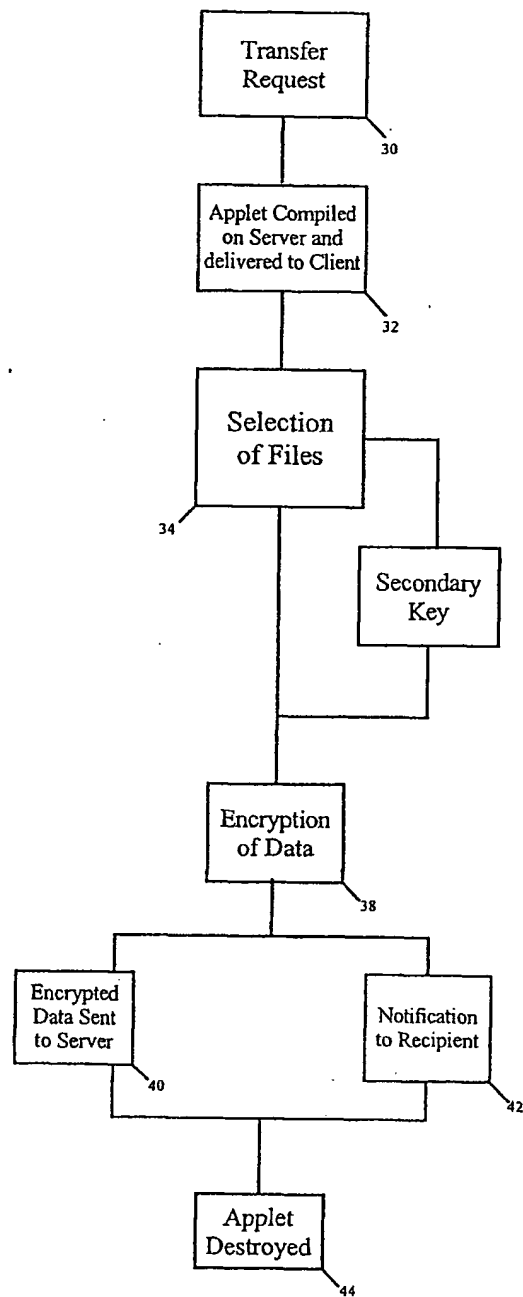 Transfer
Request
30
Applet Compiled
on Server and
delivered to Client
32
Selection
of Files
34
Secondary
Key
Encryption
of Data
38
Encrypted
Data Sent
to Server
40
Notification
to Recipient
42
Applet
Destroyed
44